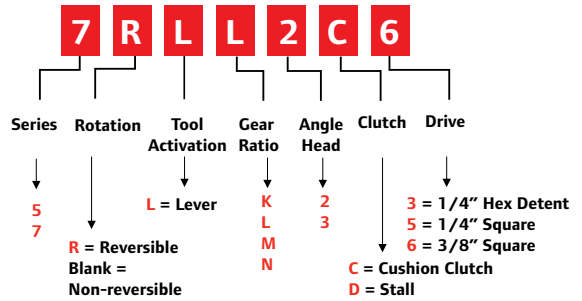 7 R L L 2 C 6
Series Rotation Tool Activation Gear Ratio Angle Head Clutch Drive
5
7
R = Reversible
Blank =
Non-reversible
L = Lever
K
L
M
N
2
3
C = Cushion Clutch
D = Stall
3 = 1/4” Hex Detent
5 = 1/4” Square
6 = 3/8” Square